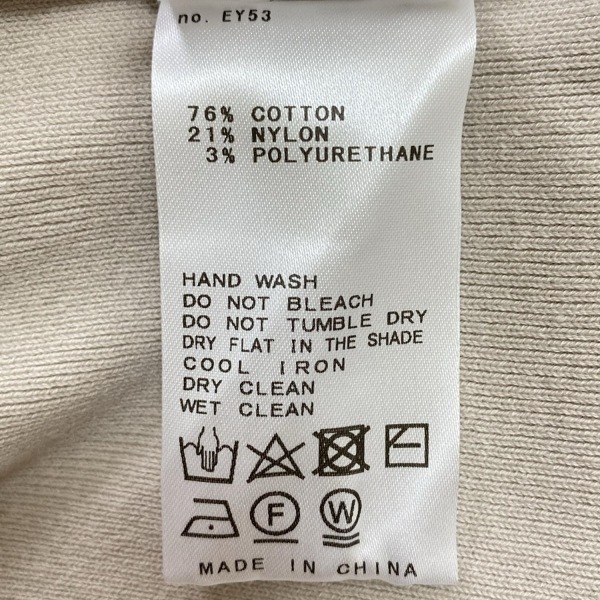 no. EY53
76% COTTON
21% NYLON
3% POLYURETHANE
HAND WASH
DO NOT BLEACH
DO NOT TUMBLE DRY
DRY FLAT IN THE SHADE
COOL IRON
DRY CLEAN
WET CLEAN
F W
MADE IN CHINA